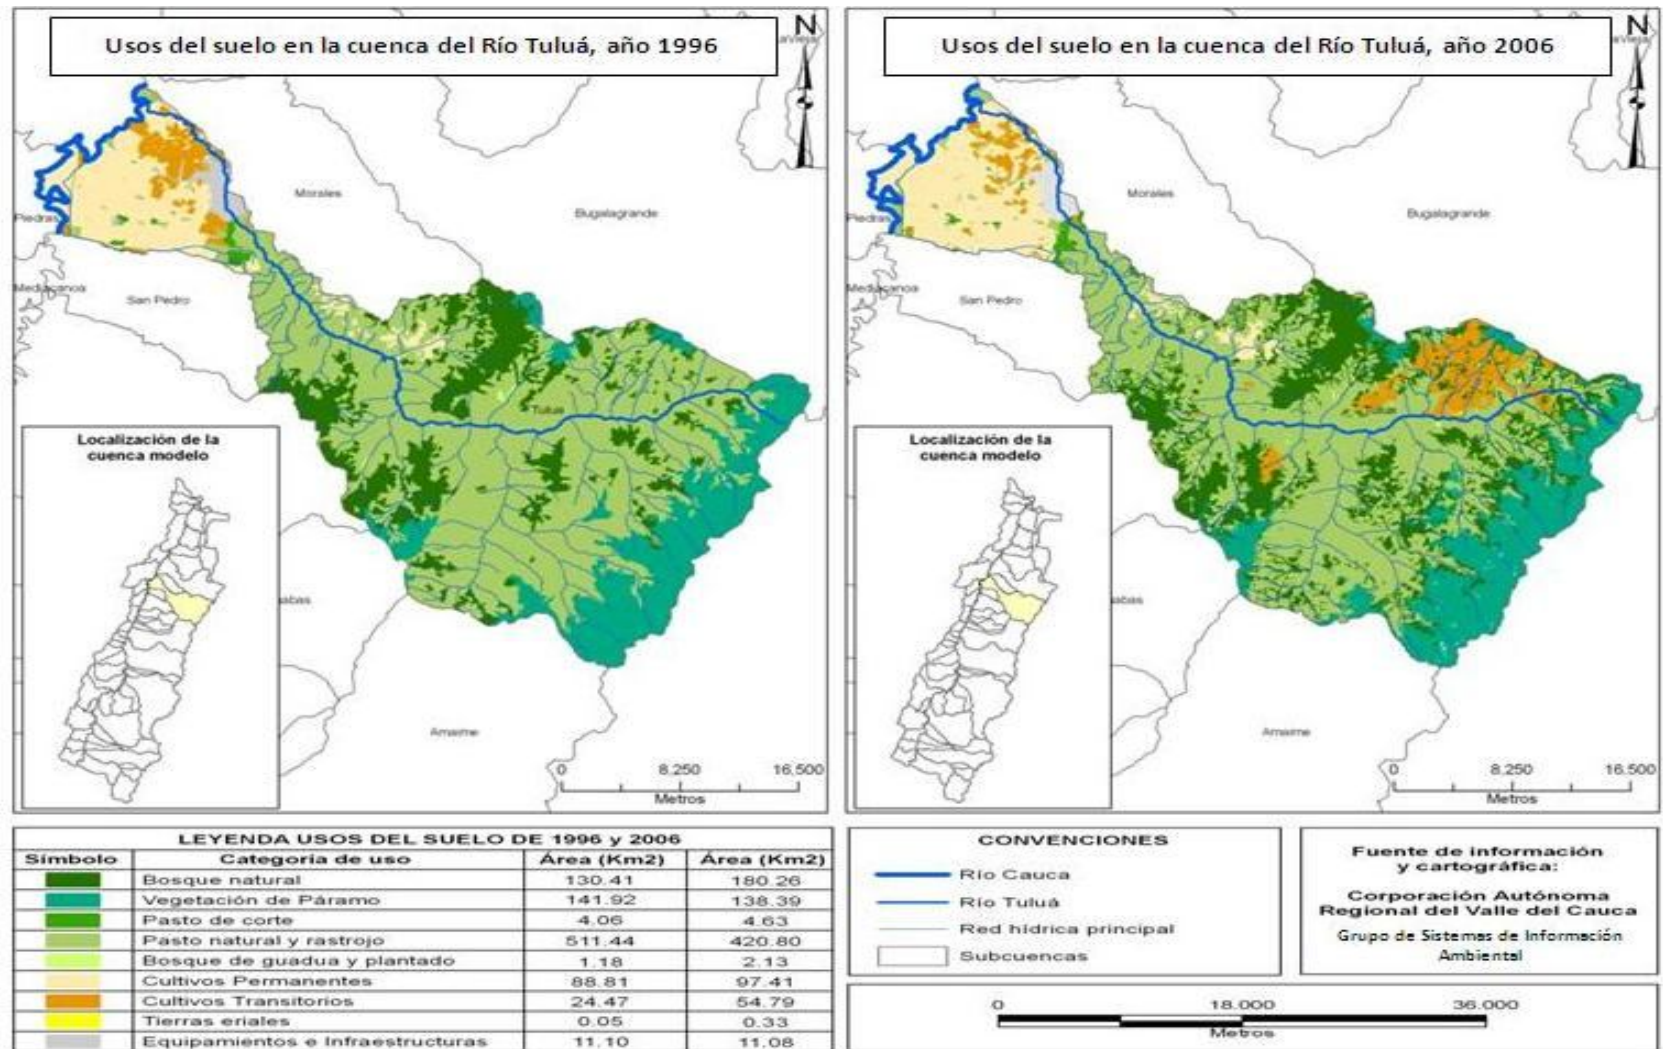 Usos del suelo en la cuenca del Río Tuluá, año 1996
N
Morales
Bugalagrande
Piedras
Mediacanoa
San Pedro
Tuluá
Localización de la
cuenca modelo
abas
Amaime
0 8.250 16.500
Metros
Usos del suelo en la cuenca del Río Tuluá, año 2006
N
Morales
Bugalagrande
Piedras
Mediacanoa
San Pedro
Localización de la
cuenca modelo
abas
Amaime
0 8.250 16.500
Metros
LEYENDA USOS DEL SUELO DE 1996 y 2006
Símbolo Categoria de uso Área (Km2) Área (Km2)
Bosque natural 130.41 180.26
Vegetación de Páramo 141.92 138.39
Pasto de corte 4.06 4.63
Pasto natural y rastrojo 511.44 420.80
Bosque de guadua y plantado 1.18 2.13
Cultivos Permanentes 88.81 97.41
Cultivos Transitorios 24.47 54.79
Tierras eriales 0.05 0.33
Equipamientos e Infraestructuras 11.10 11.08
CONVENCIONES
Río Cauca
Río Tuluá
Red hídrica principal
Subcuencas
Fuente de información
y cartográfica:
Corporación Autónoma
Regional del Valle del Cauca
Grupo de Sistemas de Información
Ambiental
0 18.000 36.000
Metros